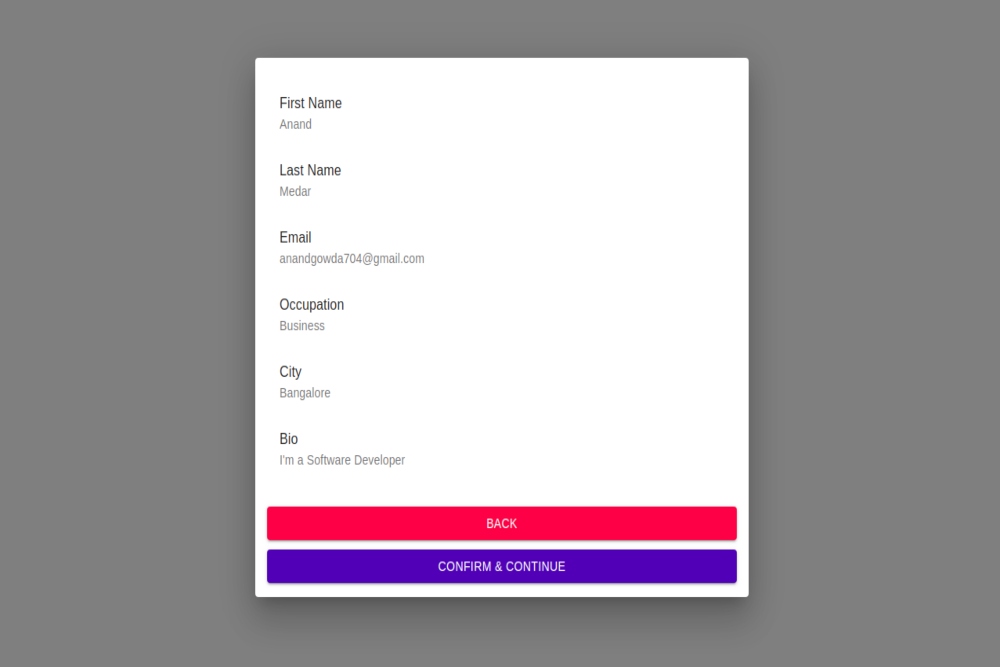 First Name
Anand
Last Name
Medar
Email
anandgowda704@gmail.com
Occupation
Business
City
Bangalore
Bio
I'm a Software Developer
BACK
CONFIRM & CONTINUE